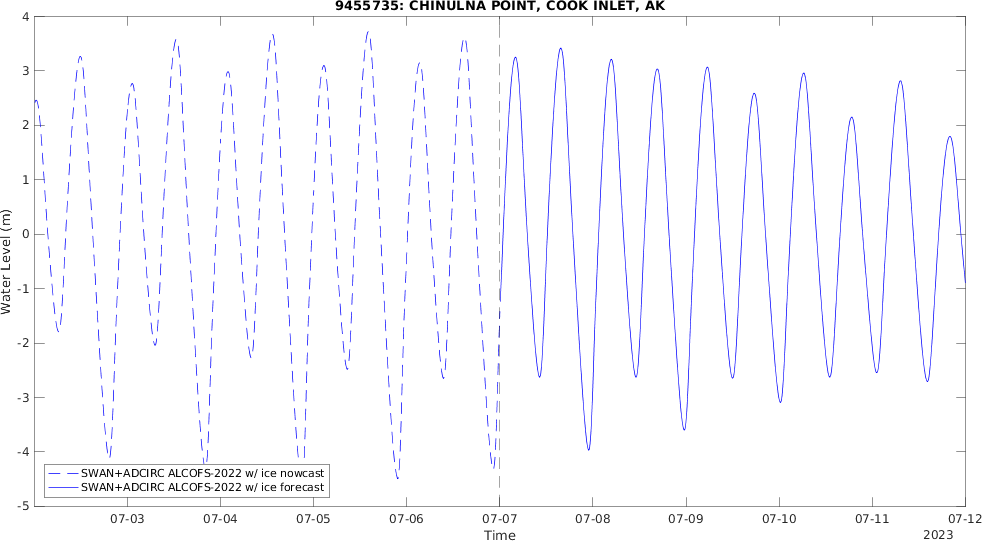 9455735: CHINULNA POINT, COOK INLET, AK
4
3
2
1
0
-1
-2
-3
-4
-5
Water Level (m)
SWAN+ADCIRC ALCOFS-2022 w/ ice nowcast
SWAN+ADCIRC ALCOFS-2022 w/ ice forecast
07-03 07-04 07-05 07-06 07-07 07-08 07-09 07-10 07-11 07-12
Time
2023